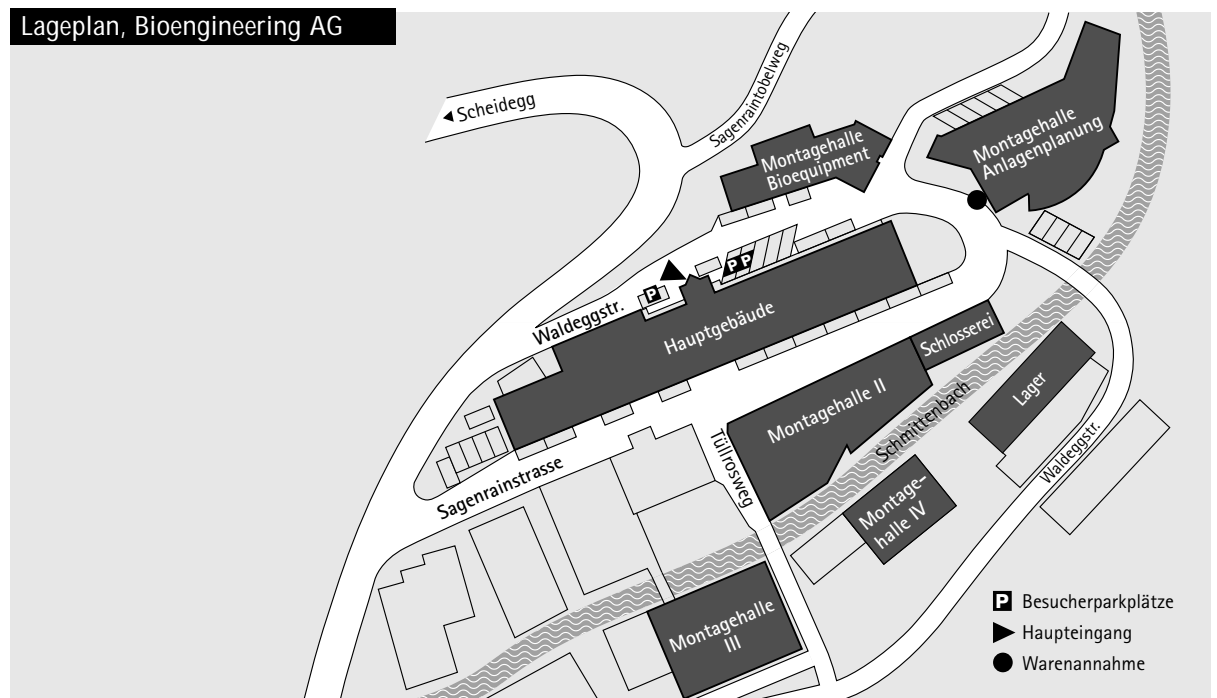 Lageplan, Bioengineering AG
Scheidegg
Sagenraintobelweg
Montagehalle
Bioequipment
Montagehalle
Anlagenplanung
P P
P
Waldeggstr.
Hauptgebäude
Schlosserei
Montagehalle II
Lager
Schmittenbach
Tüllrosweg
Waldeggstr.
Sagenrainstrasse
Montage-
halle IV
Montagehalle
III
P Besucherparkplätze
Haupteingang
Warenannahme